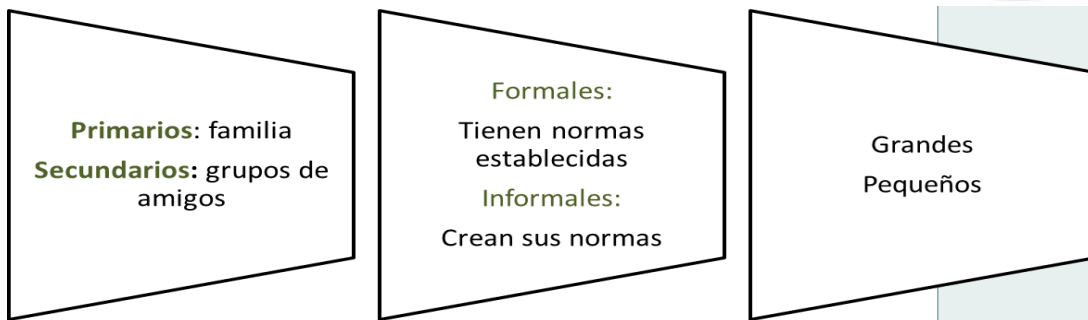 Primarios: familia
Secundarios: grupos de
amigos
Formales:
Tienen normas
establecidas
Informales:
Crean sus normas
Grandes
Pequeños